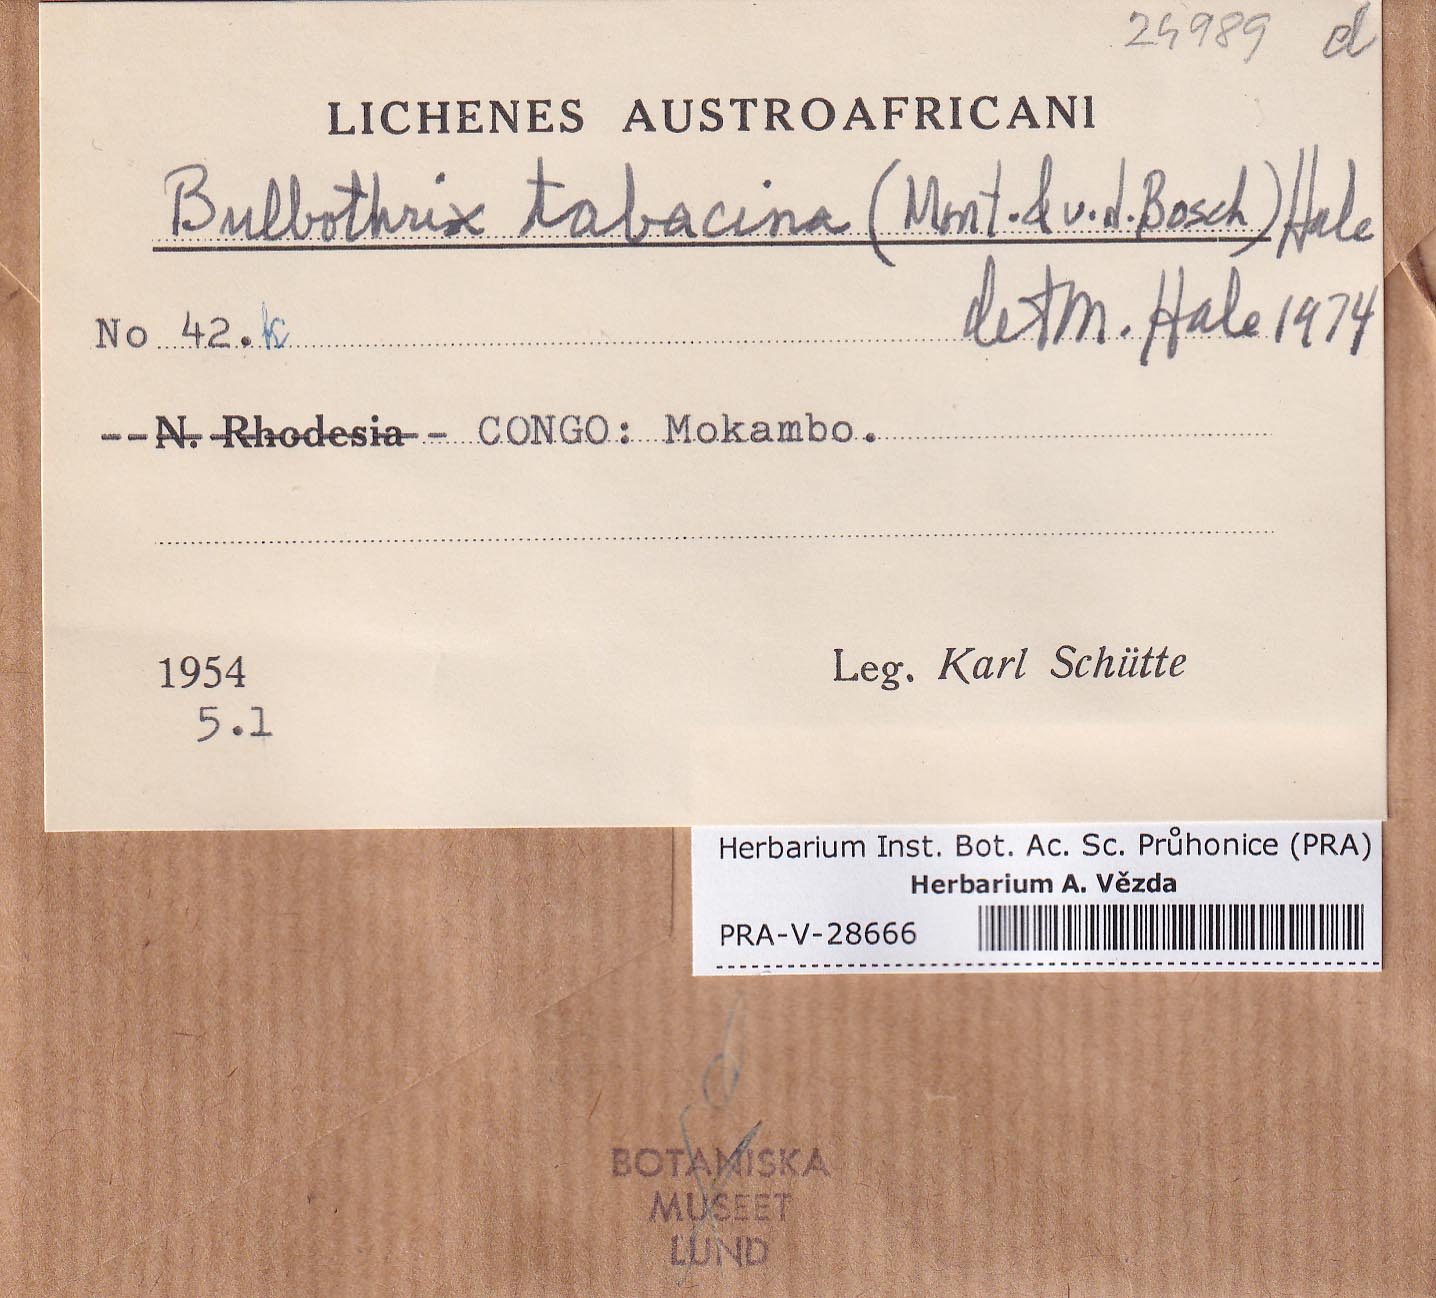 24989 d
LICHENES AUSTROAFRICANI
Bulbothrix tabacina (Mont. & v. d. Bosch) Hale
det M. Hale 1974
No 42.k
--N. Rhodesia-- CONGO: Mokambo.
1954
5.1
Leg. Karl Schütte
Herbarium Inst. Bot. Ac. Sc. Průhonice (PRA)
Herbarium A. Vězda
PRA-V-28666
BOTANISKA
MUSEET
LUND